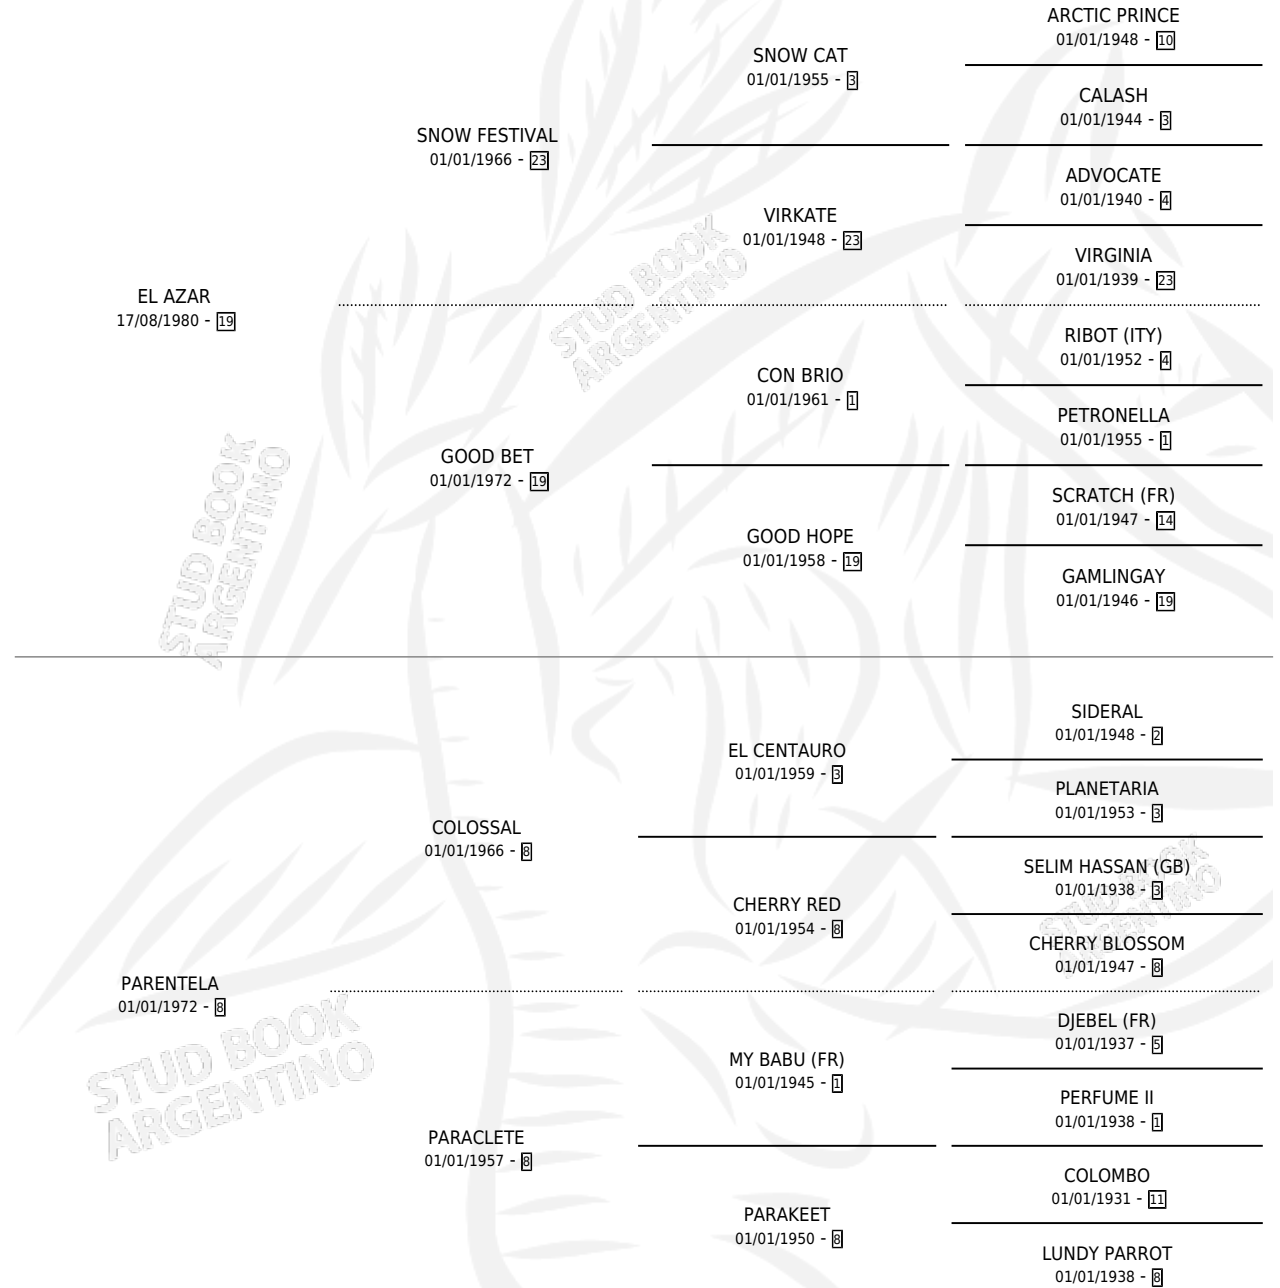 ARCTIC PRINCE
01/01/1948 - 10
SNOW CAT
01/01/1955 - 3
CALASH
01/01/1944 - 3
SNOW FESTIVAL
01/01/1966 - 23
ADVOCATE
01/01/1940 - 4
VIRKATE
01/01/1948 - 23
VIRGINIA
01/01/1939 - 23
EL AZAR
17/08/1980 - 19
STUD BOOK
ARGENTINO
RIBOT (ITY)
01/01/1952 - 4
CON BRIO
01/01/1961 - 1
PETRONELLA
01/01/1955 - 1
GOOD BET
01/01/1972 - 19
SCRATCH (FR)
01/01/1947 - 14
GOOD HOPE
01/01/1958 - 19
GAMLINGAY
01/01/1946 - 19
STUD BOOK
ARGENTINO
SIDERAL
01/01/1948 - 2
EL CENTAURO
01/01/1959 - 3
PLANETARIA
01/01/1953 - 3
COLOSSAL
01/01/1966 - 8
SELIM HASSAN (GB)
01/01/1938 - 3
CHERRY RED
01/01/1954 - 8
STUD BOOK
ARGENTINO
CHERRY BLOSSOM
01/01/1947 - 8
PARENTELA
01/01/1972 - 8
DJEBEL (FR)
01/01/1937 - 5
MY BABU (FR)
01/01/1945 - 1
PERFUME II
01/01/1938 - 1
STUD BOOK
ARGENTINO
PARACLETE
01/01/1957 - 8
COLOMBO
01/01/1931 - 11
PARAKEET
01/01/1950 - 8
LUNDY PARROT
01/01/1938 - 8